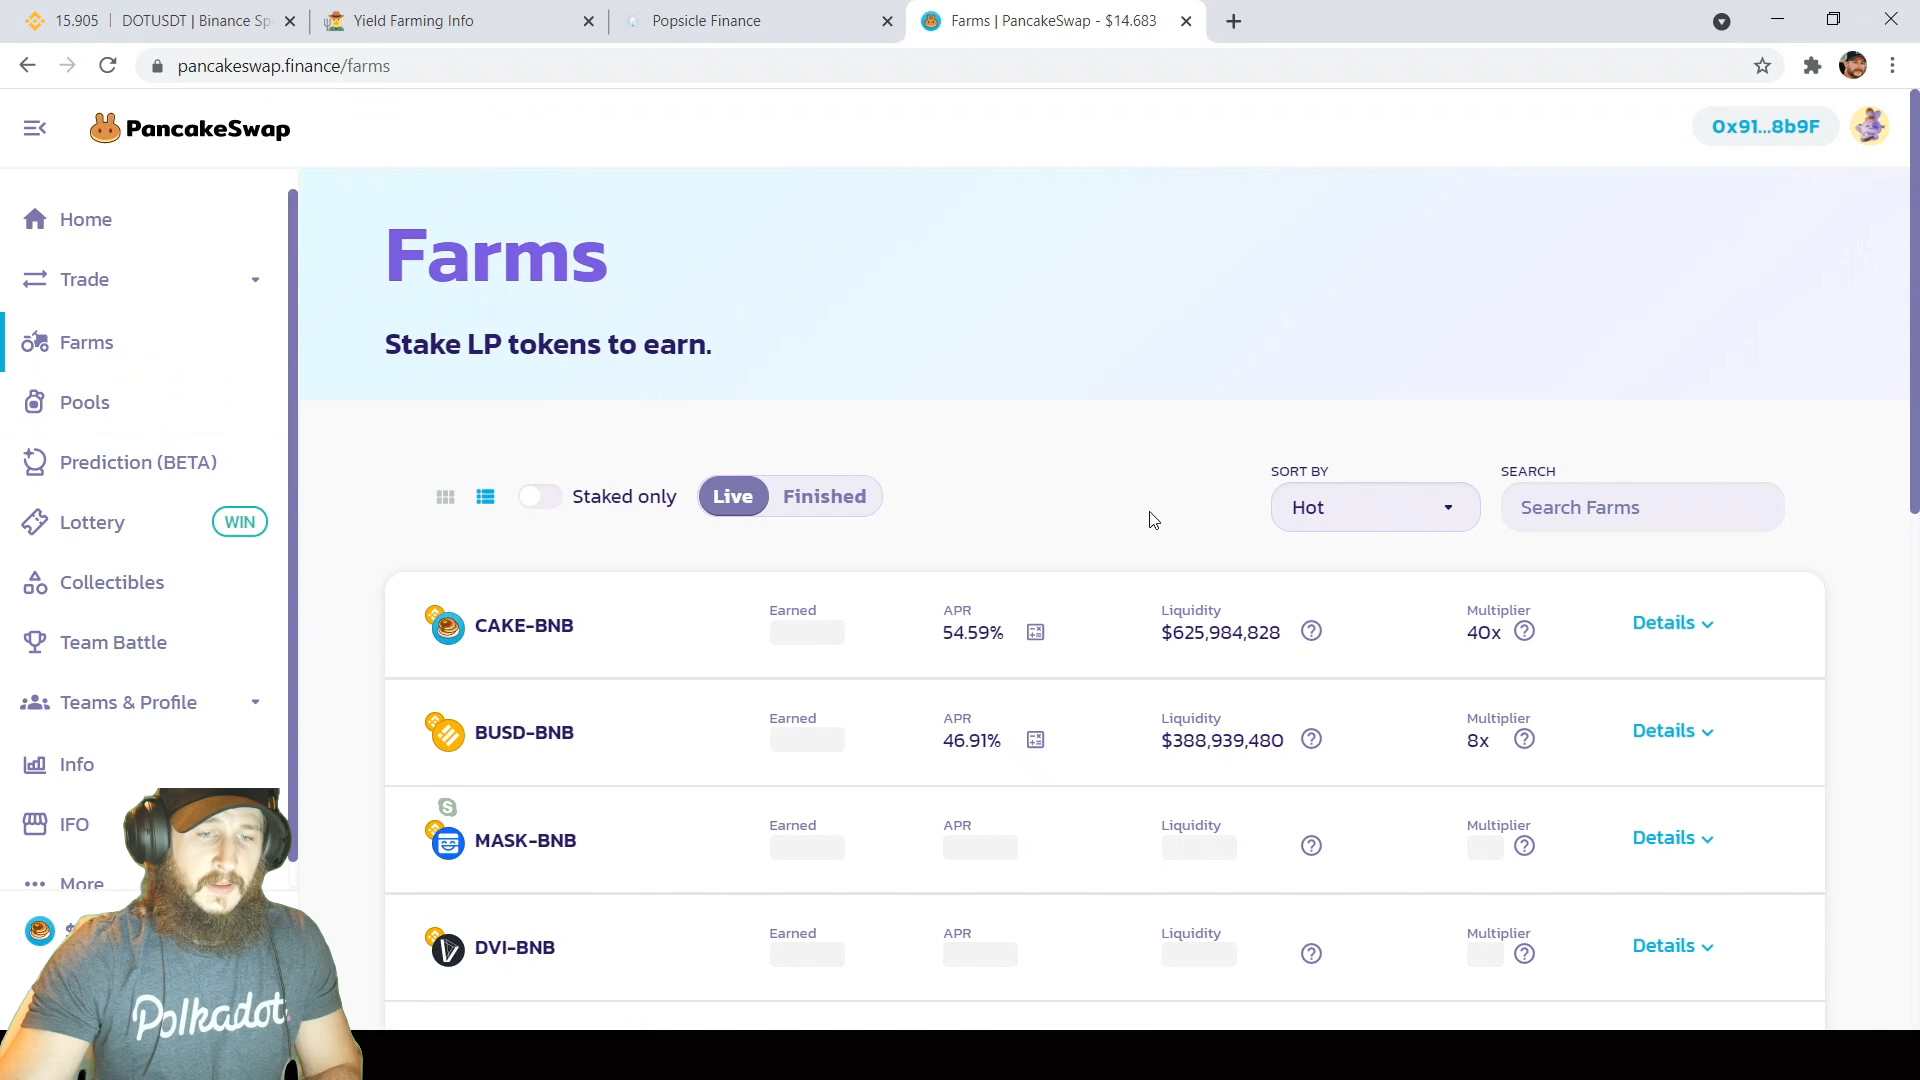 15.905 | DOTUSDT | Binance Sp
Yield Farming Info
Popsicle Finance
Farms | PancakeSwap - $14.683
pancakeswap.finance/farms
PancakeSwap
0x91...8b9F
Home
Trade
Farms
Pools
Prediction (BETA)
Lottery
WIN
Collectibles
Team Battle
Teams & Profile
Info
IFO
More
Farms
Stake LP tokens to earn.
Staked only
Live
Finished
SORT BY
Hot
SEARCH
Search Farms
CAKE-BNB
Earned
APR
54.59%
Liquidity
$625,984,828
Multiplier
40x
Details
BUSD-BNB
Earned
APR
46.91%
Liquidity
$388,939,480
Multiplier
8x
Details
MASK-BNB
Earned
APR
Liquidity
Multiplier
Details
DVI-BNB
Earned
APR
Liquidity
Multiplier
Details
Polkadot.